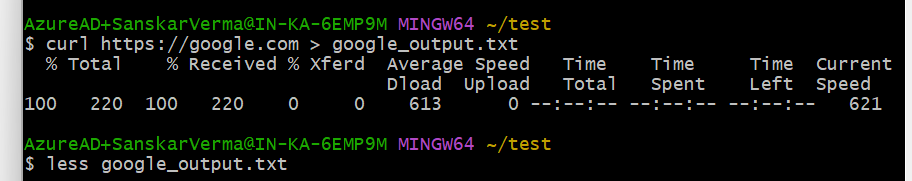 AzureAD+SanskarVerma@IN-KA-6EMP9M MINGW64 ~/test
$ curl https://google.com > google_output.txt
  % Total    % Received % Xferd  Average Speed   Time    Time     Time  Current
                                 Dload  Upload   Total   Spent    Left  Speed
100   220  100   220    0     0    613      0 --:--:-- --:--:-- --:--:--   621

AzureAD+SanskarVerma@IN-KA-6EMP9M MINGW64 ~/test
$ less google_output.txt